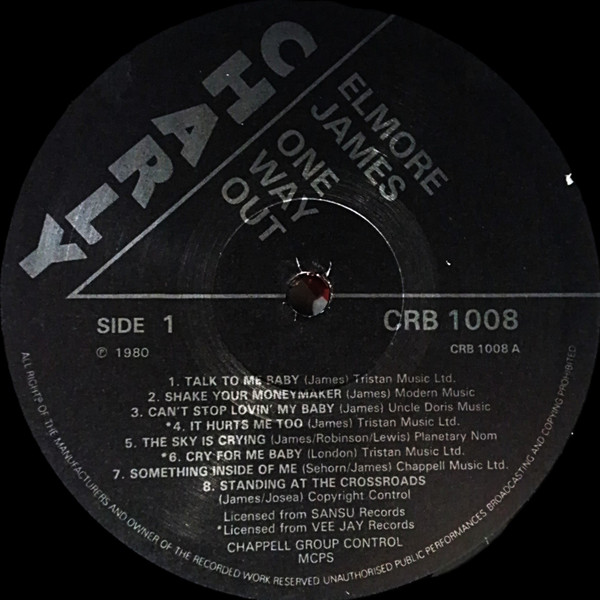 CHARLY
ELMORE
JAMES
ONE
WAY
OUT
SIDE 1
CRB 1008
℗ 1980
CRB 1008 A
1. TALK TO ME BABY (James) Tristan Music Ltd.
2. SHAKE YOUR MONEYMAKER (James) Modern Music
3. CAN'T STOP LOVIN' MY BABY (James) Uncle Doris Music
*4. IT HURTS ME TOO (James) Tristan Music Ltd.
5. THE SKY IS CRYING (James/Robinson/Lewis) Planetary Nom
*6. CRY FOR ME BABY (London) Tristan Music Ltd.
7. SOMETHING INSIDE OF ME (Sehorn/James) Chappell Music Ltd.
8. STANDING AT THE CROSSROADS
(James/Josea) Copyright Control
Licensed from SANSU Records
*Licensed from VEE JAY Records
CHAPPELL GROUP CONTROL
MCPS
ALL RIGHTS OF THE MANUFACTURERS AND OWNER OF THE RECORDED WORK RESERVED UNAUTHORISED PUBLIC PERFORMANCES, BROADCASTING AND COPYING PROHIBITED